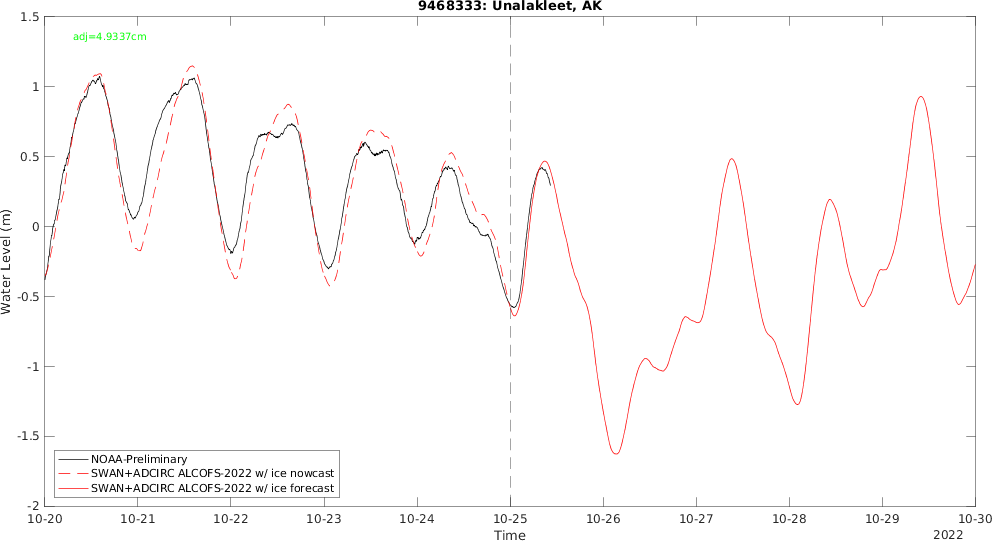 9468333: Unalakleet, AK
adj=4.9337cm
Water Level (m)
1.5
1
0.5
0
-0.5
-1
-1.5
-2
NOAA-Preliminary
SWAN+ADCIRC ALCOFS-2022 w/ ice nowcast
SWAN+ADCIRC ALCOFS-2022 w/ ice forecast
10-20 10-21 10-22 10-23 10-24 10-25 10-26 10-27 10-28 10-29 10-30
Time
2022